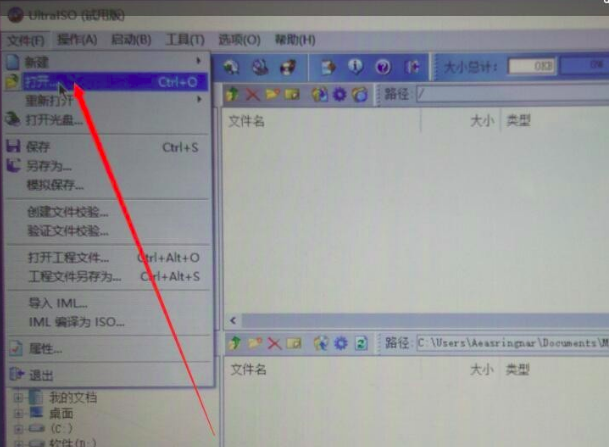 UltraISO (试用版)
文件(F) 操作(A) 启动(B) 工具(T) 选项(O) 帮助(H)
新建
打开... Ctrl+O
重新打开
打开光盘...
保存 Ctrl+S
另存为...
模拟保存...
创建文件校验...
验证文件校验...
打开工程文件... Ctrl+Alt+O
工程文件另存为... Ctrl+Alt+S
导入 IML...
IML 编译为 ISO...
属性...
退出
我的文档
桌面
(C:)
软件(D:)
大小总计: 0KB
路径: /
文件名 大小 类型
路径: C:\Users\Aeasringnar\Documents\M
文件名 大小 类型